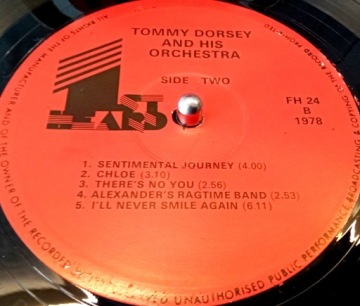 TOMMY DORSEY
AND HIS
ORCHESTRA
SIDE TWO
1ST
HEARD
FH 24
B
1978
1. SENTIMENTAL JOURNEY (4.00)
2. CHLOE (3.10)
3. THERE'S NO YOU (2.56)
4. ALEXANDER'S RAGTIME BAND (2.53)
5. I'LL NEVER SMILE AGAIN (6.11)
ALL RIGHTS OF THE MANUFACTURER AND OF THE OWNER OF THE RECORDED
UNAUTHORISED PUBLIC PERFORMANCE BROADCASTING
COPYING OF THE RECORD PROHIBITED